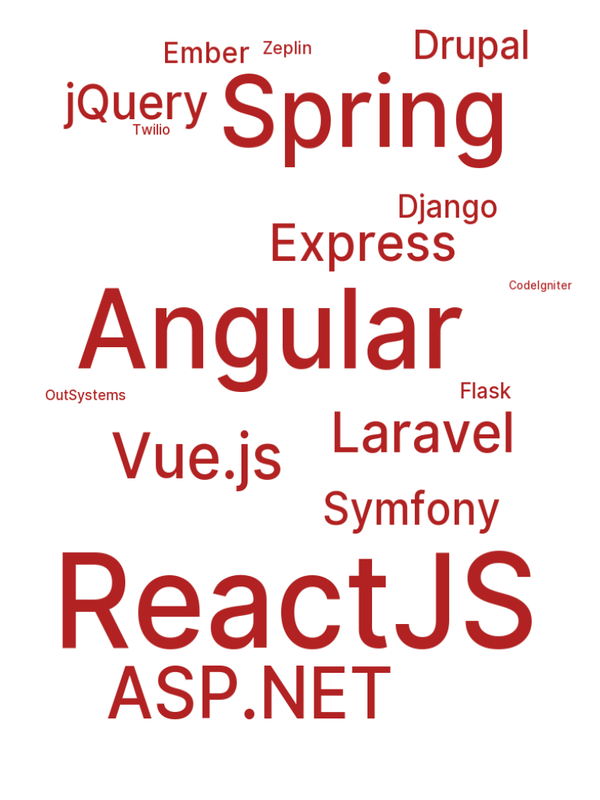 Drupal
Ember
Zeplin
jQuery
Spring
Twilio
Django
Express
CodeIgniter
Angular
OutSystems
Flask
Laravel
Vue.js
Symfony
ReactJS
ASP.NET